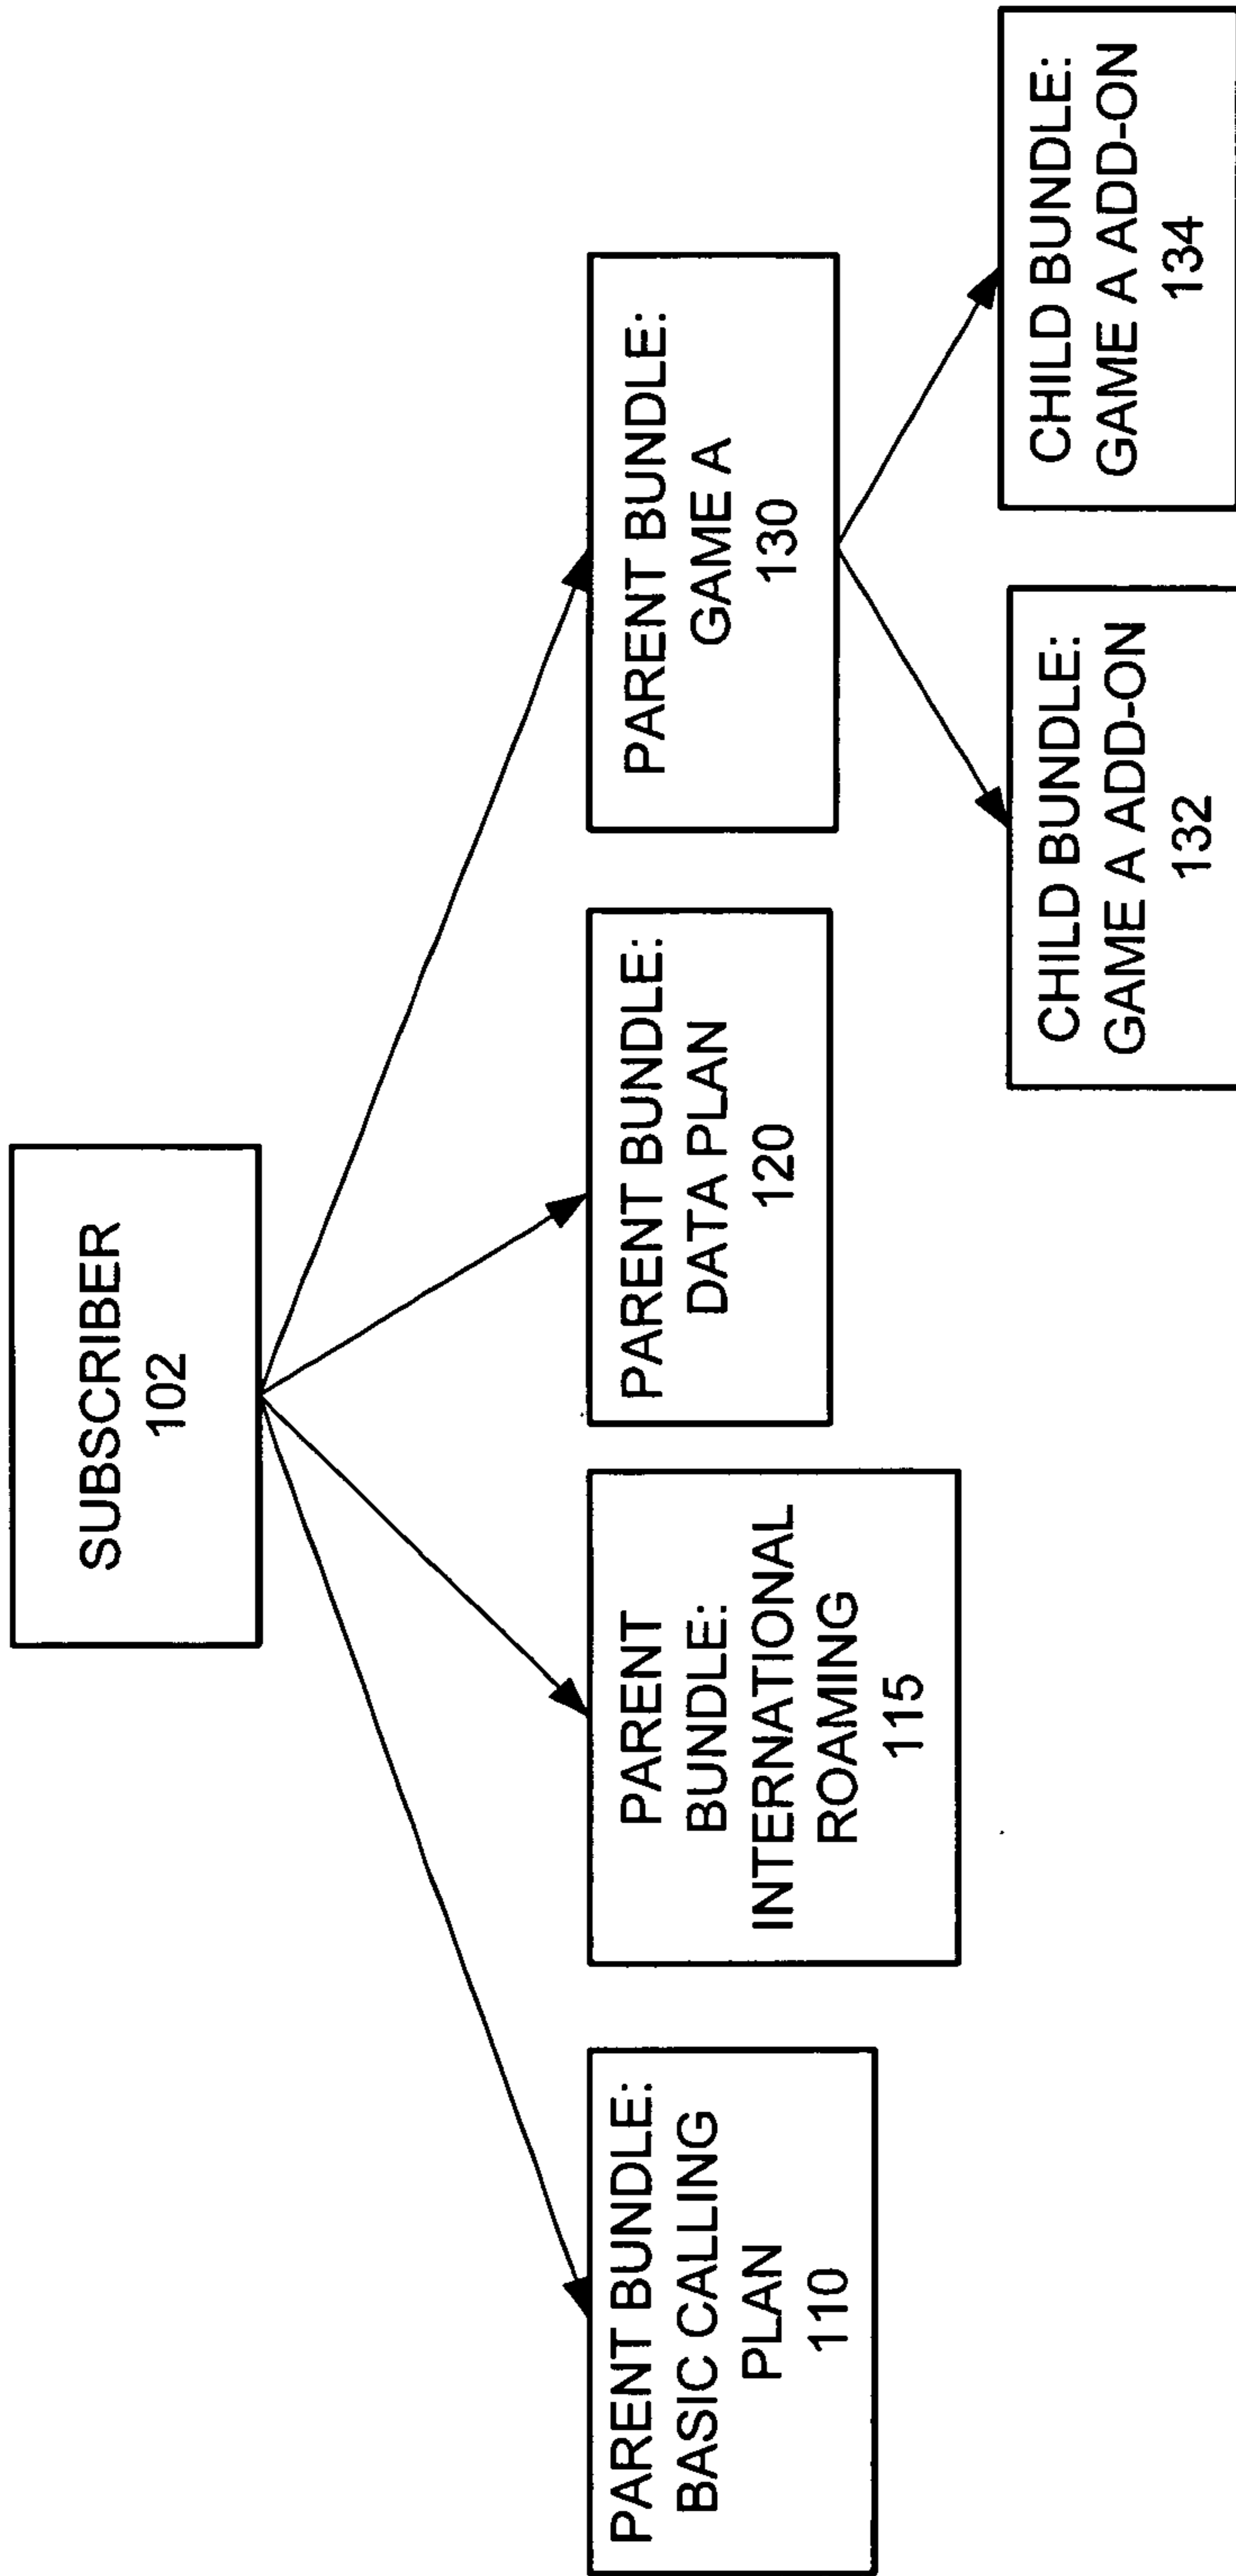 SUBSCRIBER
102
PARENT BUNDLE:
BASIC CALLING
PLAN
110
PARENT
BUNDLE:
INTERNATIONAL
ROAMING
115
PARENT BUNDLE:
DATA PLAN
120
PARENT BUNDLE:
GAME A
130
CHILD BUNDLE:
GAME A ADD-ON
132
CHILD BUNDLE:
GAME A ADD-ON
134